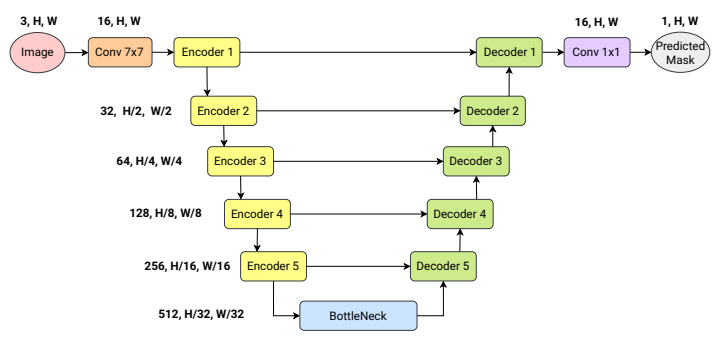 3, H, W
16, H, W
16, H, W
1, H, W
Image
Conv 7x7
Encoder 1
Decoder 1
Conv 1x1
Predicted
Mask
32, H/2, W/2
Encoder 2
Decoder 2
64, H/4, W/4
Encoder 3
Decoder 3
128, H/8, W/8
Encoder 4
Decoder 4
256, H/16, W/16
Encoder 5
Decoder 5
512, H/32, W/32
BottleNeck